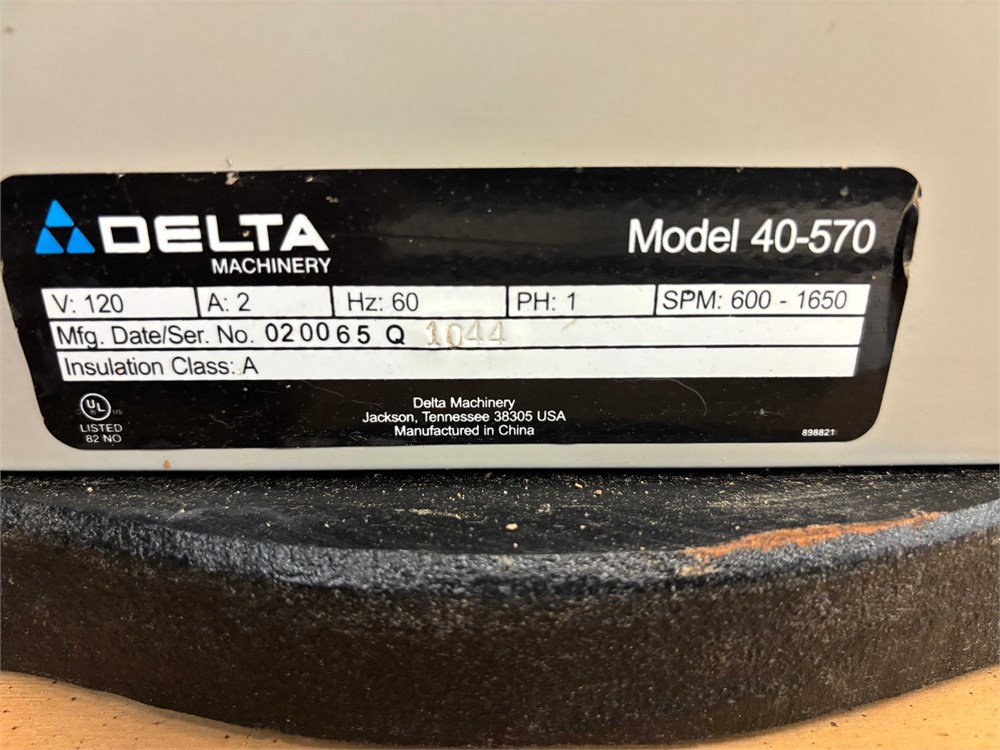 DELTA
MACHINERY
Model 40-570
V: 120 A: 2 Hz: 60 PH: 1 SPM: 600 - 1650
Mfg. Date/Ser. No. 020065 Q 1044
Insulation Class: A
UL
®
US
LISTED
82 NO
Delta Machinery
Jackson, Tennessee 38305 USA
Manufactured in China
898821